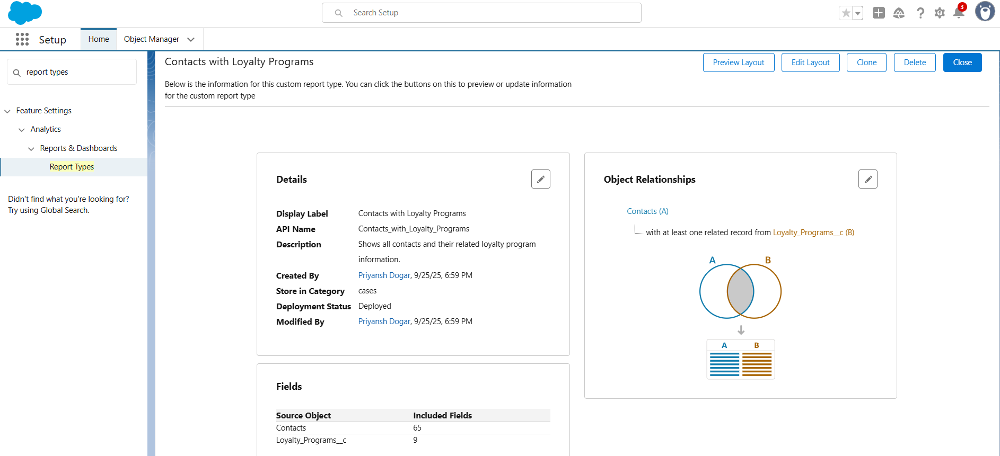 Search Setup
3
Setup
Home
Object Manager
report types
Feature Settings
Analytics
Reports & Dashboards
Report Types
Didn't find what you're looking for?
Try using Global Search.
Contacts with Loyalty Programs
Preview Layout
Edit Layout
Clone
Delete
Close
Below is the information for this custom report type. You can click the buttons on this to preview or update information
for the custom report type
Details
Display Label Contacts with Loyalty Programs
API Name Contacts_with_Loyalty_Programs
Description Shows all contacts and their related loyalty program
information.
Created By Priyansh Dogar, 9/25/25, 6:59 PM
Store in Category cases
Deployment Status Deployed
Modified By Priyansh Dogar, 9/25/25, 6:59 PM
Fields
Source Object Included Fields
Contacts 65
Loyalty_Programs__c 9
Object Relationships
Contacts (A)
with at least one related record from Loyalty_Programs__c (B)
A B
A B